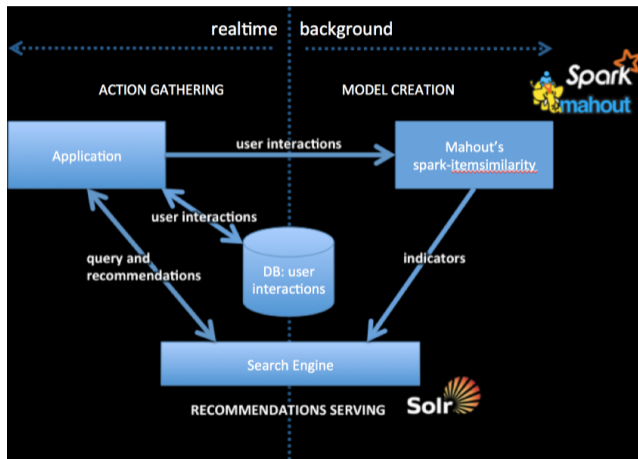 realtime
background
ACTION GATHERING
MODEL CREATION
Spark
mahout
Application
user interactions
Mahout's
spark-itemsimilarity
user interactions
query and
recommendations
DB: user
interactions
indicators
Search Engine
RECOMMENDATIONS SERVING
Solr